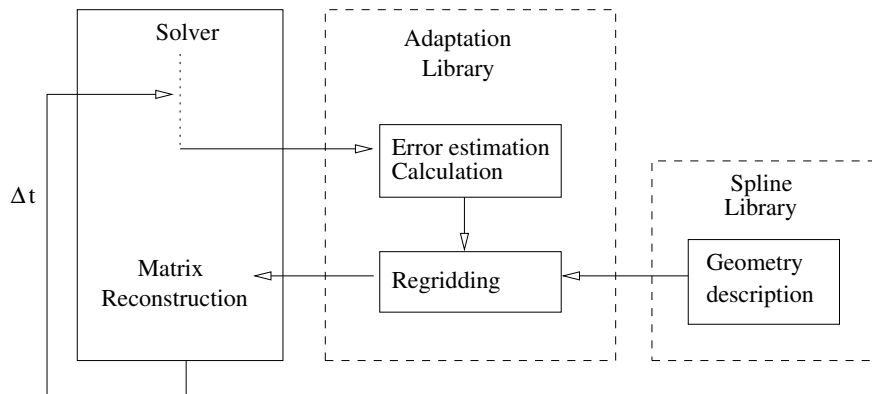 Solver
Adaptation
Library
Error estimation
Calculation
Δt
Spline
Library
Matrix
Reconstruction
Regridding
Geometry
description